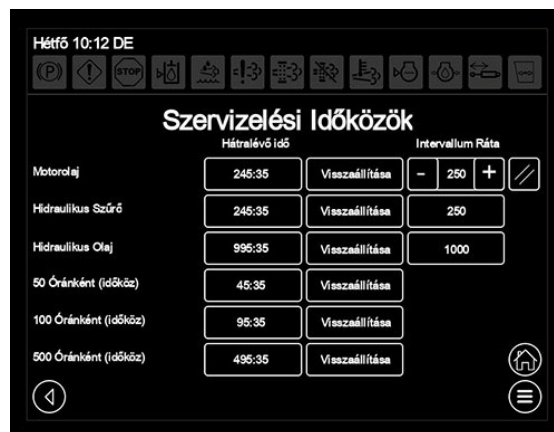 Hétfő 10:12 DE
(P) STOP
Szervizelési Időközök
Hátralévő idő Intervallum Ráta
Motorolaj 245:35 Visszaállítása - 250 +
Hidraulikus Szűrő 245:35 Visszaállítása 250
Hidraulikus Olaj 995:35 Visszaállítása 1000
50 Óránként (időköz) 45:35 Visszaállítása
100 Óránként (időköz) 95:35 Visszaállítása
500 Óránként (időköz) 495:35 Visszaállítása